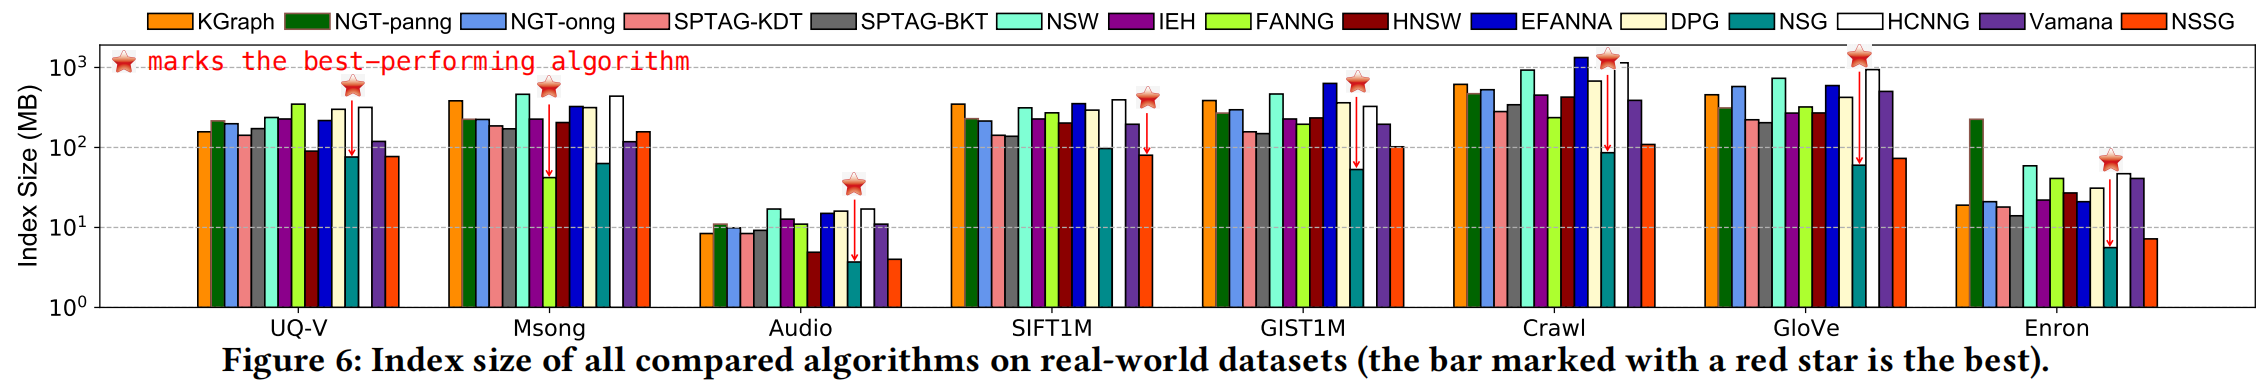 KGraph NGT-panng NGT-onng SPTAG-KDT SPTAG-BKT NSW IEH FANNG HNSW EFANNA DPG NSG HCNNG Vamana NSSG
marks the best-performing algorithm
Index Size (MB)
10³
10²
10¹
10⁰
UQ-V Msong Audio SIFT1M GIST1M Crawl GloVe Enron
Figure 6: Index size of all compared algorithms on real-world datasets (the bar marked with a red star is the best).